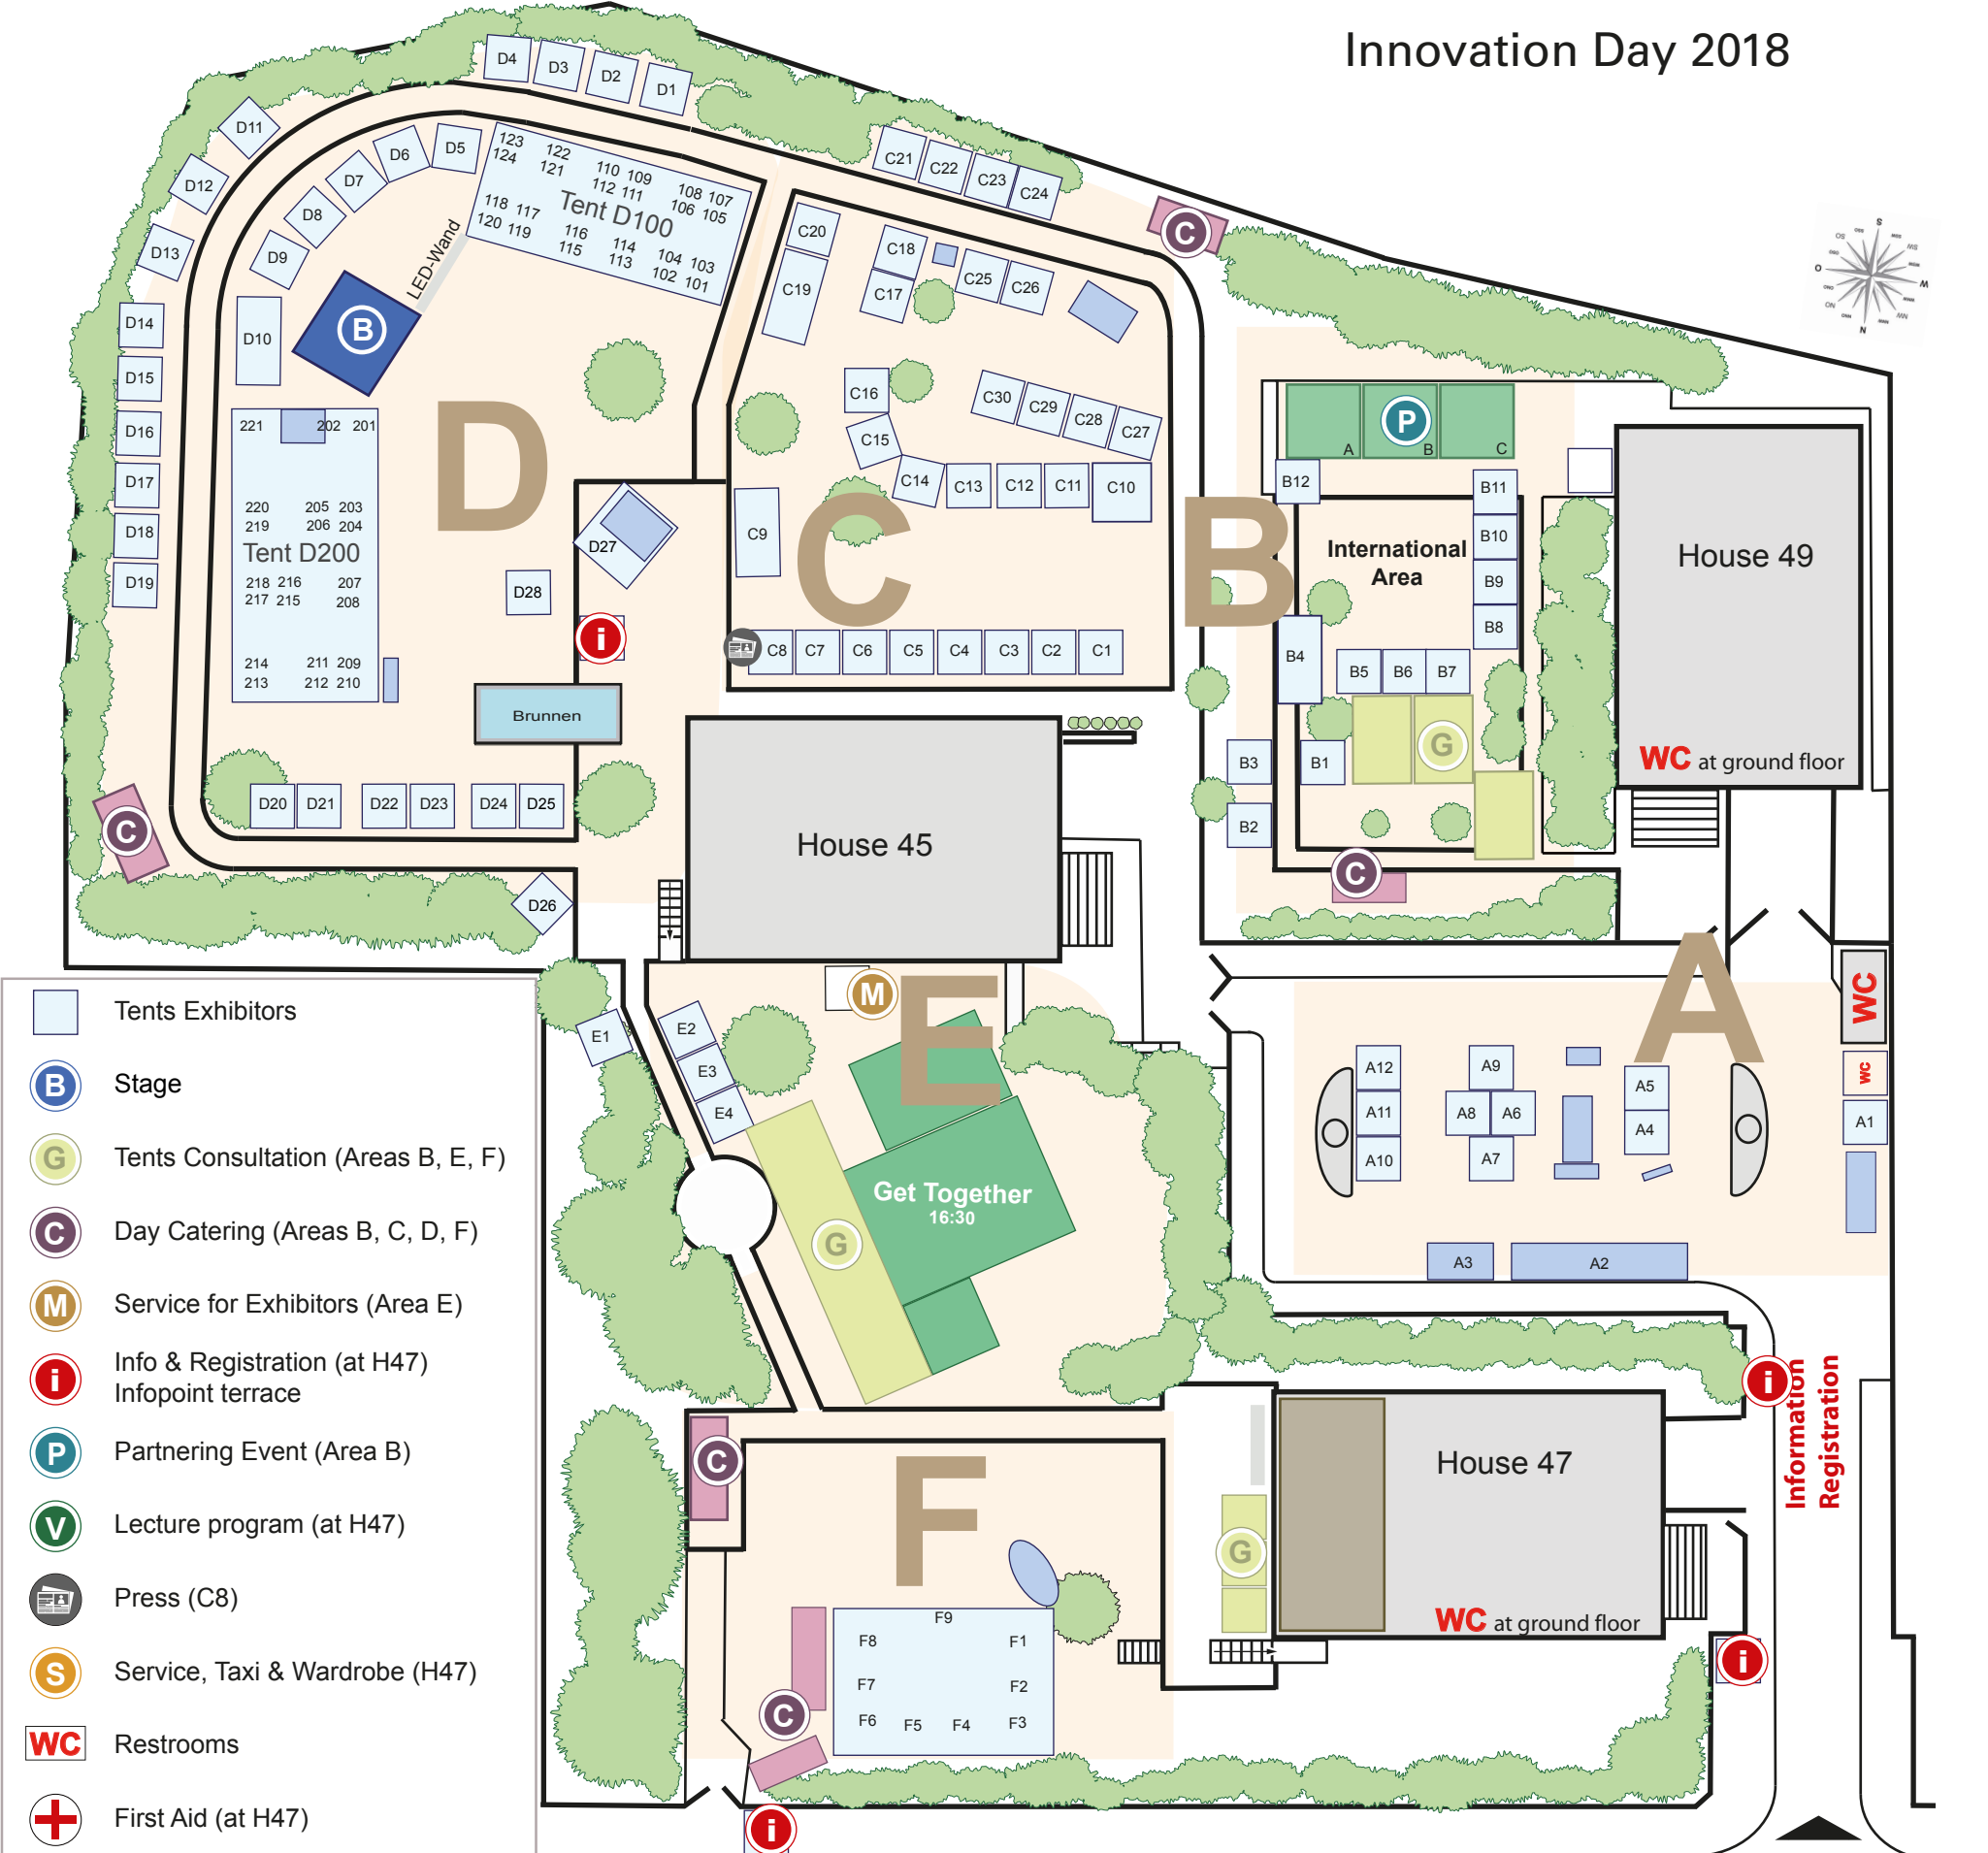 Innovation Day 2018
D4
D3
D2
D1
D11
D12
D13
D5
D6
D7
D8
D9
D10
D14
D15
D16
D17
D18
D19
123
124
122
121
110 109
112 111
108 107
106 105
Tent D100
118 117
120 119
116
115
114
113
104 103
102 101
LED-Wand
B
C21
C22
C23
C24
C
C20
C19
C18
C17
C25
C26
C16
C15
C14
C13
C12
C11
C10
C30
C29
C28
C27
C9
D
C
B
221
202 201
220 205 203
219 206 204
Tent D200
218 216 207
217 215 208
214 211 209
213 212 210
D27
D28
i
C8
C7
C6
C5
C4
C3
C2
C1
Brunnen
D20
D21
D22
D23
D24
D25
D26
C
P
A
B
C
B12
B11
B10
B9
B8
International
Area
B4
B5
B6
B7
G
B3
B1
B2
C
House 49
WC at ground floor
House 45
S
W
N
O
M
E
E1
E2
E3
E4
Get Together
16:30
G
A
WC
WC
A1
A12
A11
A10
A9
A8
A6
A7
A5
A4
A3
A2
i
Information
Registration
House 47
WC at ground floor
G
i
C
F
F9
F8
F1
F7
F2
F6
F5
F4
F3
C
i
Tents Exhibitors
B
Stage
G
Tents Consultation (Areas B, E, F)
C
Day Catering (Areas B, C, D, F)
M
Service for Exhibitors (Area E)
i
Info & Registration (at H47)
Infopoint terrace
P
Partnering Event (Area B)
V
Lecture program (at H47)
Press (C8)
S
Service, Taxi & Wardrobe (H47)
WC
Restrooms
First Aid (at H47)